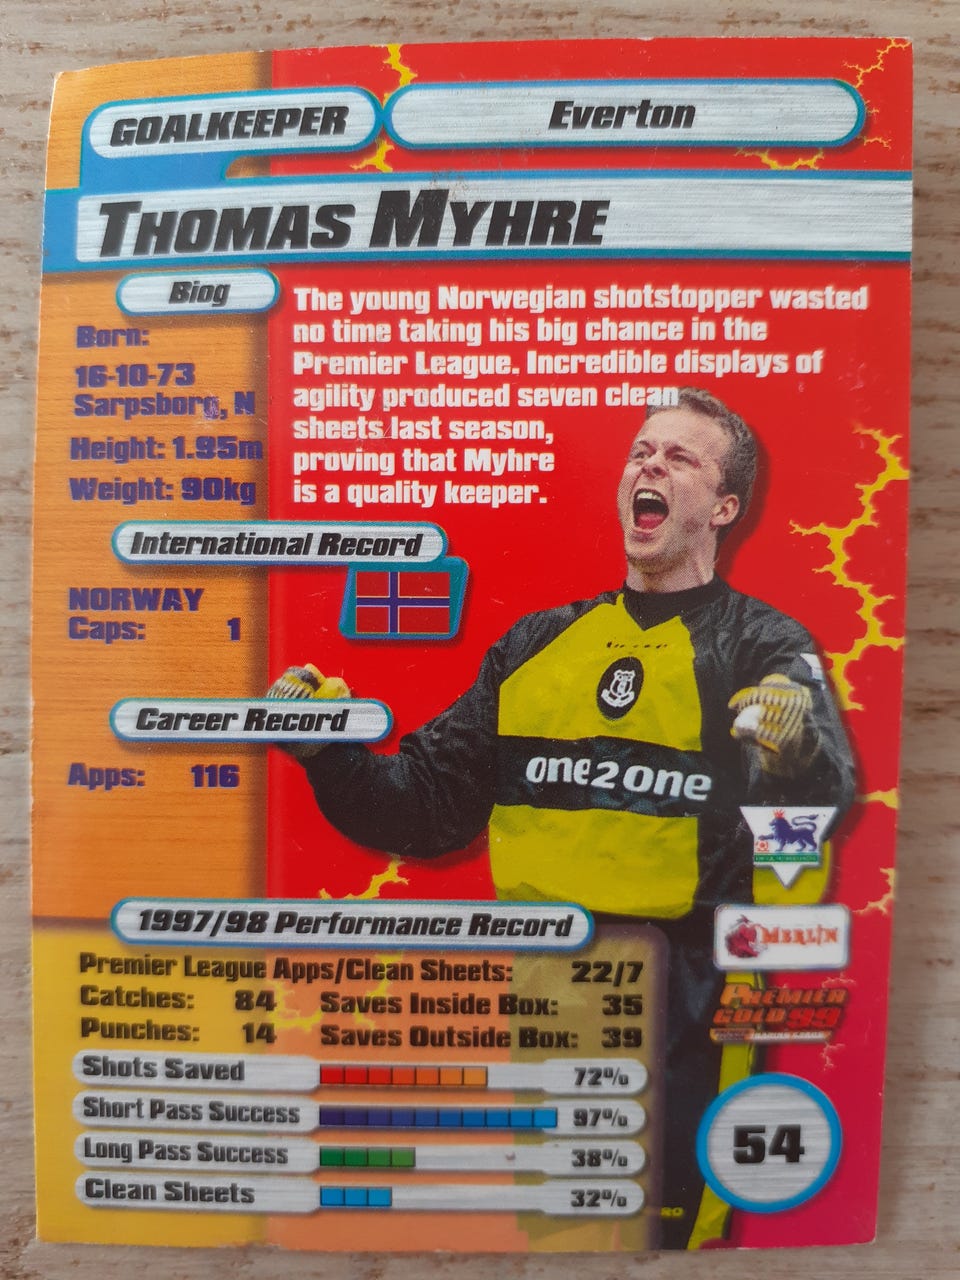 GOALKEEPER
Everton
THOMAS MYHRE
Biog
Born:
16-10-73
Sarpsborg, N
Height: 1.95m
Weight: 90kg
The young Norwegian shotstopper wasted
no time taking his big chance in the
Premier League. Incredible displays of
agility produced seven clean
sheets last season,
proving that Myhre
is a quality keeper.
International Record
NORWAY
Caps: 1
Career Record
Apps: 116
one2one
1997/98 Performance Record
Premier League Apps/Clean Sheets: 22/7
Catches: 84 Saves Inside Box: 35
Punches: 14 Saves Outside Box: 39
Shots Saved 72%
Short Pass Success 97%
Long Pass Success 38%
Clean Sheets 32%
MERLIN
PREMIER
GOLD 99
54